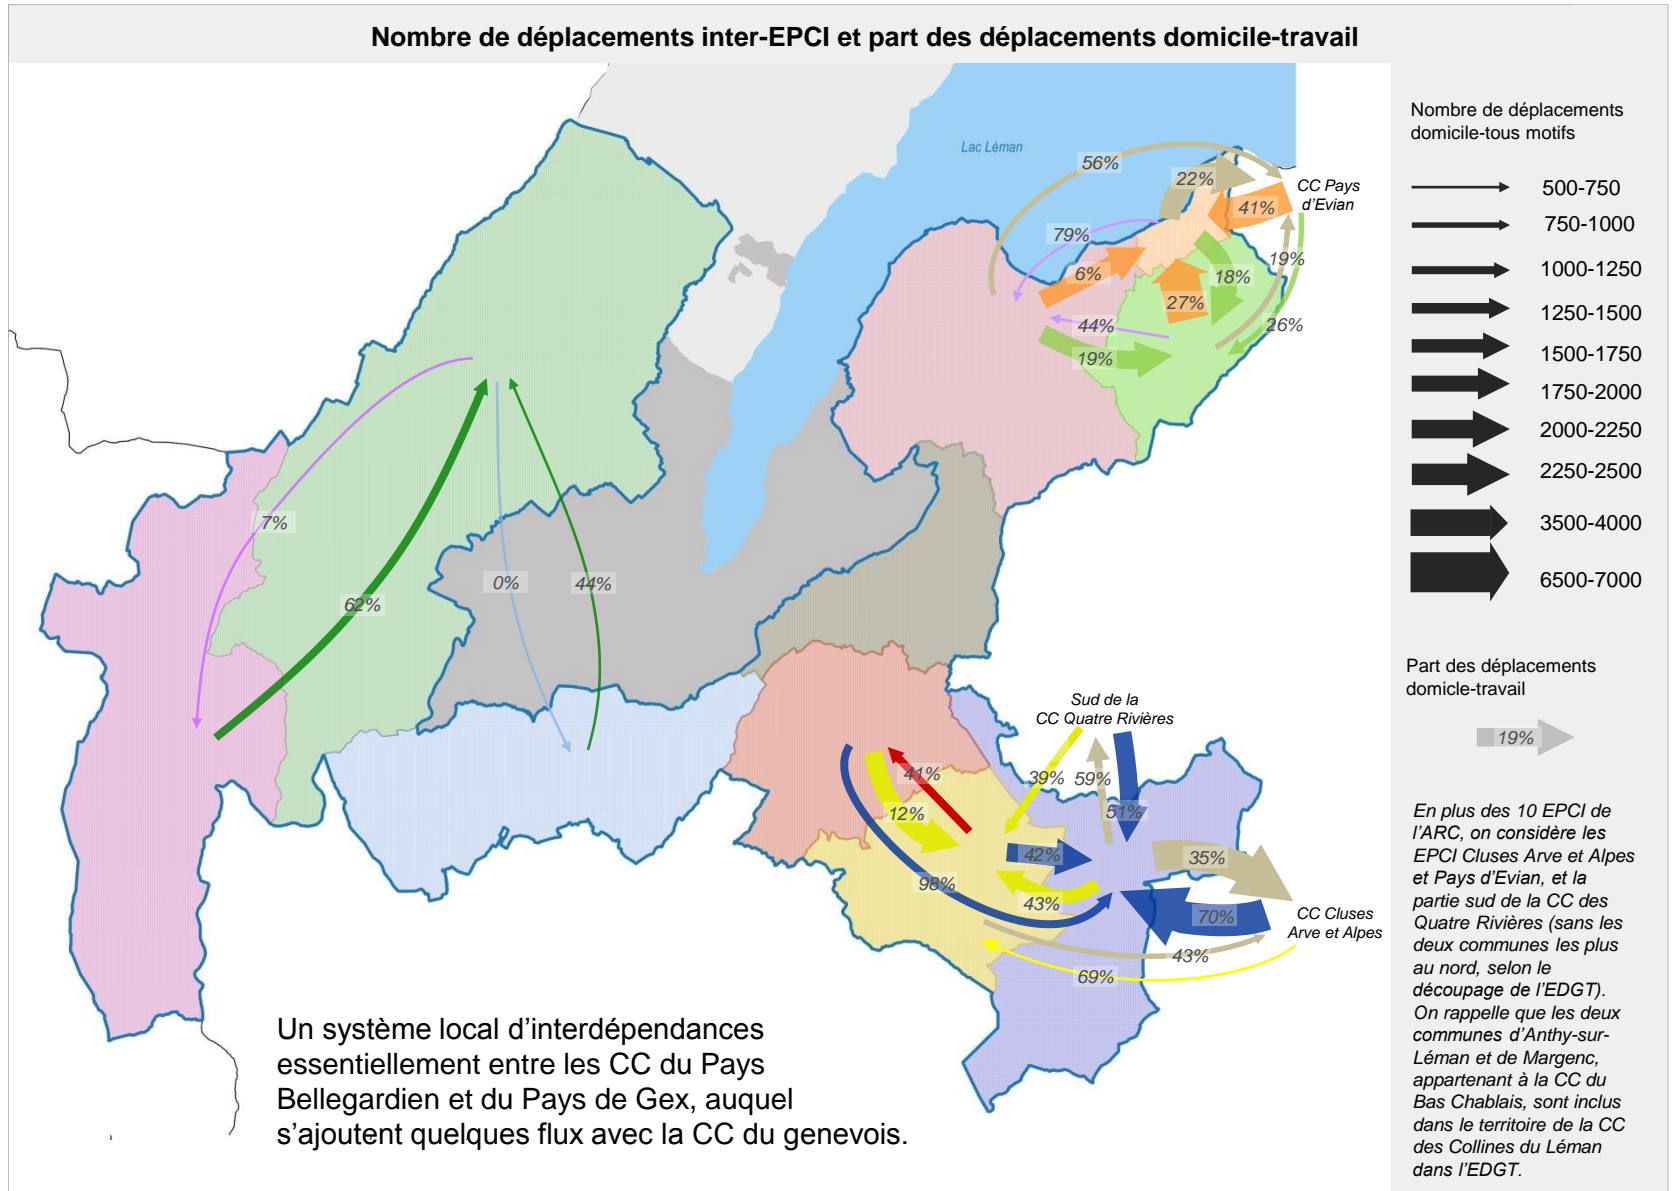 Nombre de déplacements inter-EPCI et part des déplacements domicile-travail
Lac Léman
56%
22%
CC Pays
d'Evian
41%
79%
6%
19%
18%
27%
44%
26%
19%
7%
0%
44%
62%
Sud de la
CC Quatre Rivières
41%
39%
59%
12%
51%
42%
35%
98%
43%
70%
CC Cluses
Arve et Alpes
43%
69%
Un système local d'interdépendances
essentiellement entre les CC du Pays
Bellegardien et du Pays de Gex, auquel
s'ajoutent quelques flux avec la CC du genevois.
Nombre de déplacements
domicile-tous motifs
500-750
750-1000
1000-1250
1250-1500
1500-1750
1750-2000
2000-2250
2250-2500
3500-4000
6500-7000
Part des déplacements
domicle-travail
19%
En plus des 10 EPCI de
l'ARC, on considère les
EPCI Cluses Arve et Alpes
et Pays d'Evian, et la
partie sud de la CC des
Quatre Rivières (sans les
deux communes les plus
au nord, selon le
découpage de l'EDGT).
On rappelle que les deux
communes d'Anthy-sur-
Léman et de Margenc,
appartenant à la CC du
Bas Chablais, sont inclus
dans le territoire de la CC
des Collines du Léman
dans l'EDGT.